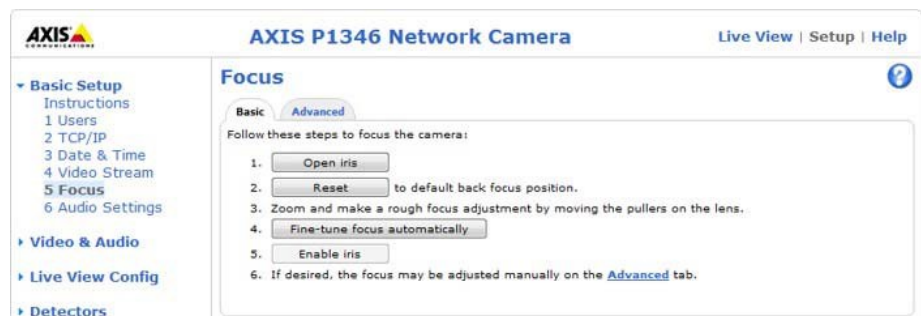 AXIS
COMMUNICATIONS
AXIS P1346 Network Camera
Live View | Setup | Help
Basic Setup
Instructions
1 Users
2 TCP/IP
3 Date & Time
4 Video Stream
5 Focus
6 Audio Settings
Video & Audio
Live View Config
Detectors
Focus
?
Basic
Advanced
Follow these steps to focus the camera:
1. Open iris
2. Reset to default back focus position.
3. Zoom and make a rough focus adjustment by moving the pullers on the lens.
4. Fine-tune focus automatically
5. Enable iris
6. If desired, the focus may be adjusted manually on the Advanced tab.